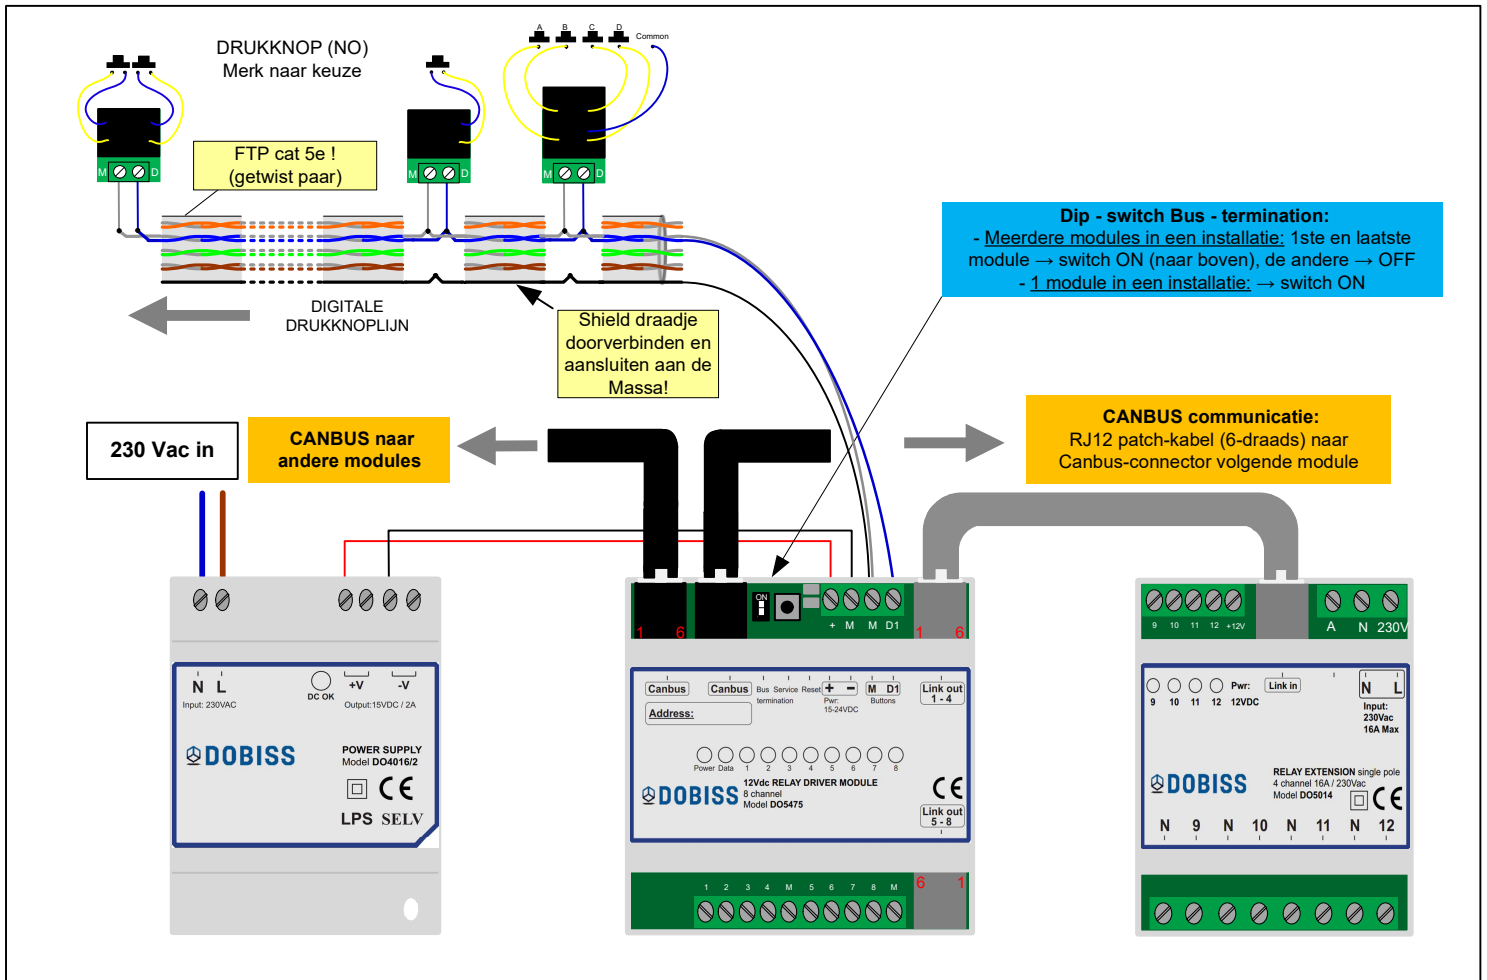 DRUKKNOP (NO)
Merk naar keuze
A B C D Common
M D
M D
M D
FTP cat 5e !
(getwist paar)
DIGITALE
DRUKKNOPLIJN
Shield draadje
doorverbinden en
aansluiten aan de
Massa!
Dip - switch Bus - termination:
- Meerdere modules in een installatie: 1ste en laatste
module → switch ON (naar boven), de andere → OFF
- 1 module in een installatie: → switch ON
230 Vac in
CANBUS naar
andere modules
CANBUS communicatie:
RJ12 patch-kabel (6-draads) naar
Canbus-connector volgende module
N L
Input: 230VAC
DC OK
+V -V
Output:15VDC / 2A
DOBISS
POWER SUPPLY
Model DO4016/2
CE
LPS SELV
ON
1 6
+ M M D1
1 6
Canbus Canbus
Bus Service Reset
termination
+ -
Pwr:
15-24VDC
M D1
Buttons
Link out
1 - 4
Address:
Power Data 1 2 3 4 5 6 7 8
DOBISS
12Vdc RELAY DRIVER MODULE
8 channel
Model DO5475
CE
Link out
5 - 8
1 2 3 4 M 5 6 7 8 M
6 1
9 10 11 12 +12V
A N 230V
9 10 11 12
Pwr:
12VDC
Link in
N L
Input:
230Vac
16A Max
DOBISS
RELAY EXTENSION single pole
4 channel 16A / 230Vac
Model DO5014
CE
N 9 N 10 N 11 N 12